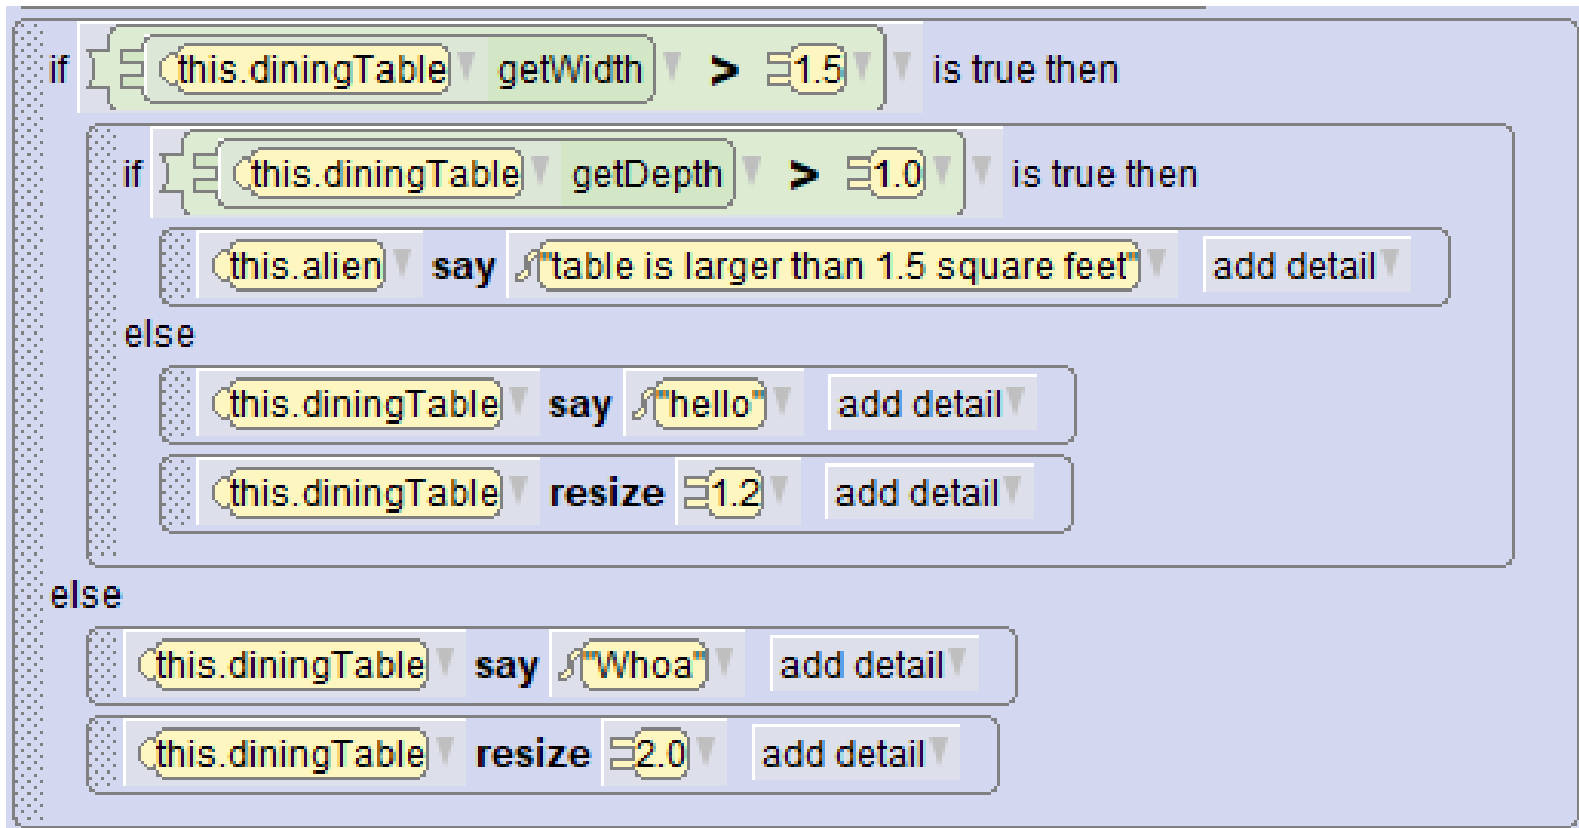 if this.diningTable getWidth > 1.5 is true then
if this.diningTable getDepth > 1.0 is true then
this.alien say "table is larger than 1.5 square feet" add detail
else
this.diningTable say "hello" add detail
this.diningTable resize 1.2 add detail
else
this.diningTable say "Whoa" add detail
this.diningTable resize 2.0 add detail